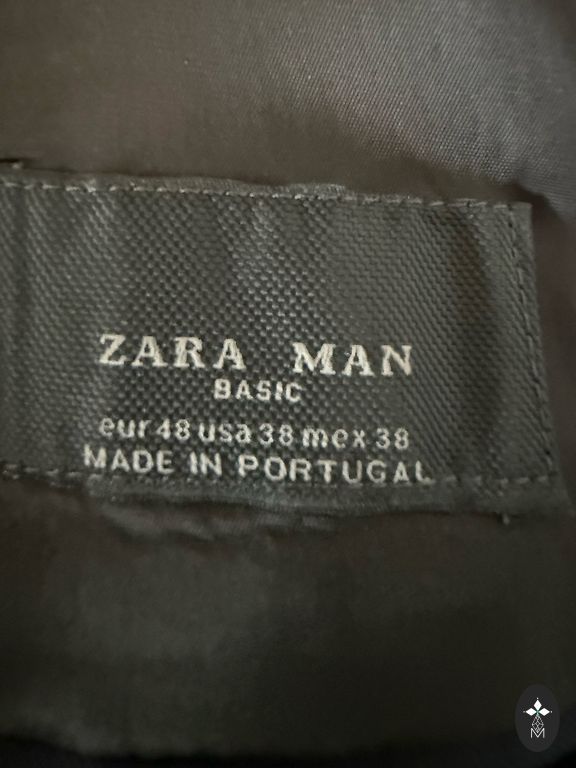 ZARA MAN
BASIC
eur 48 usa 38 mex 38
MADE IN PORTUGAL
M